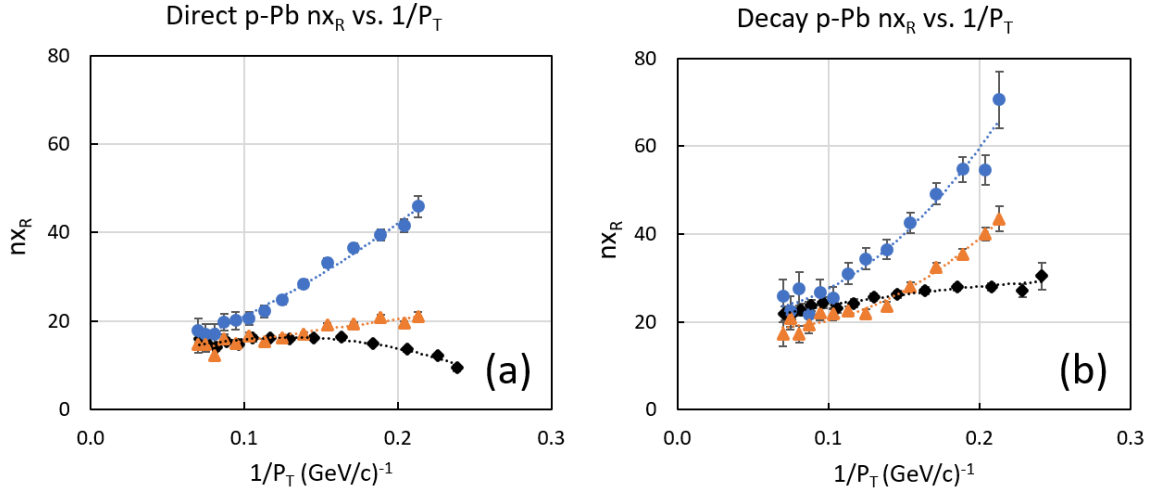 Direct p-Pb nx_R vs. 1/P_T
80
60
40
20
0
nx_R
0.0 0.1 0.2 0.3
1/P_T (GeV/c)^-1
(a)
Decay p-Pb nx_R vs. 1/P_T
80
60
40
20
0
nx_R
0.0 0.1 0.2 0.3
1/P_T (GeV/c)^-1
(b)